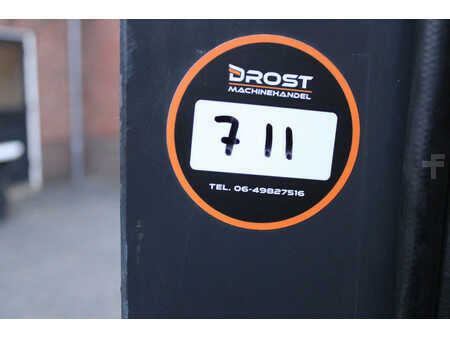 DROST
MACHINEHANDEL
711
TEL. 06-49827516